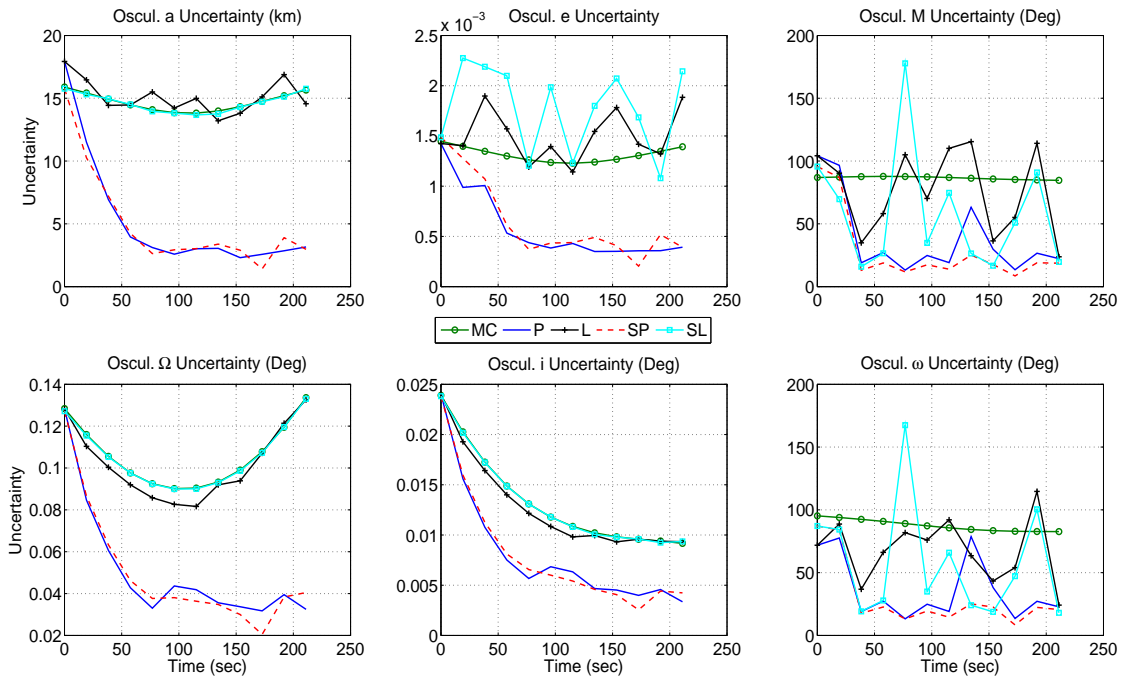 Oscul. a Uncertainty (km)
Oscul. e Uncertainty
Oscul. M Uncertainty (Deg)
x 10⁻³
Uncertainty
20
15
10
5
0
0 50 100 150 200 250
2.5
2
1.5
1
0.5
0
0 50 100 150 200 250
200
150
100
50
0
0 50 100 150 200 250
MC P L SP SL
Oscul. Ω Uncertainty (Deg)
Oscul. i Uncertainty (Deg)
Oscul. ω Uncertainty (Deg)
Uncertainty
0.14
0.12
0.1
0.08
0.06
0.04
0.02
0 50 100 150 200 250
Time (sec)
0.025
0.02
0.015
0.01
0.005
0
0 50 100 150 200 250
Time (sec)
200
150
100
50
0
0 50 100 150 200 250
Time (sec)